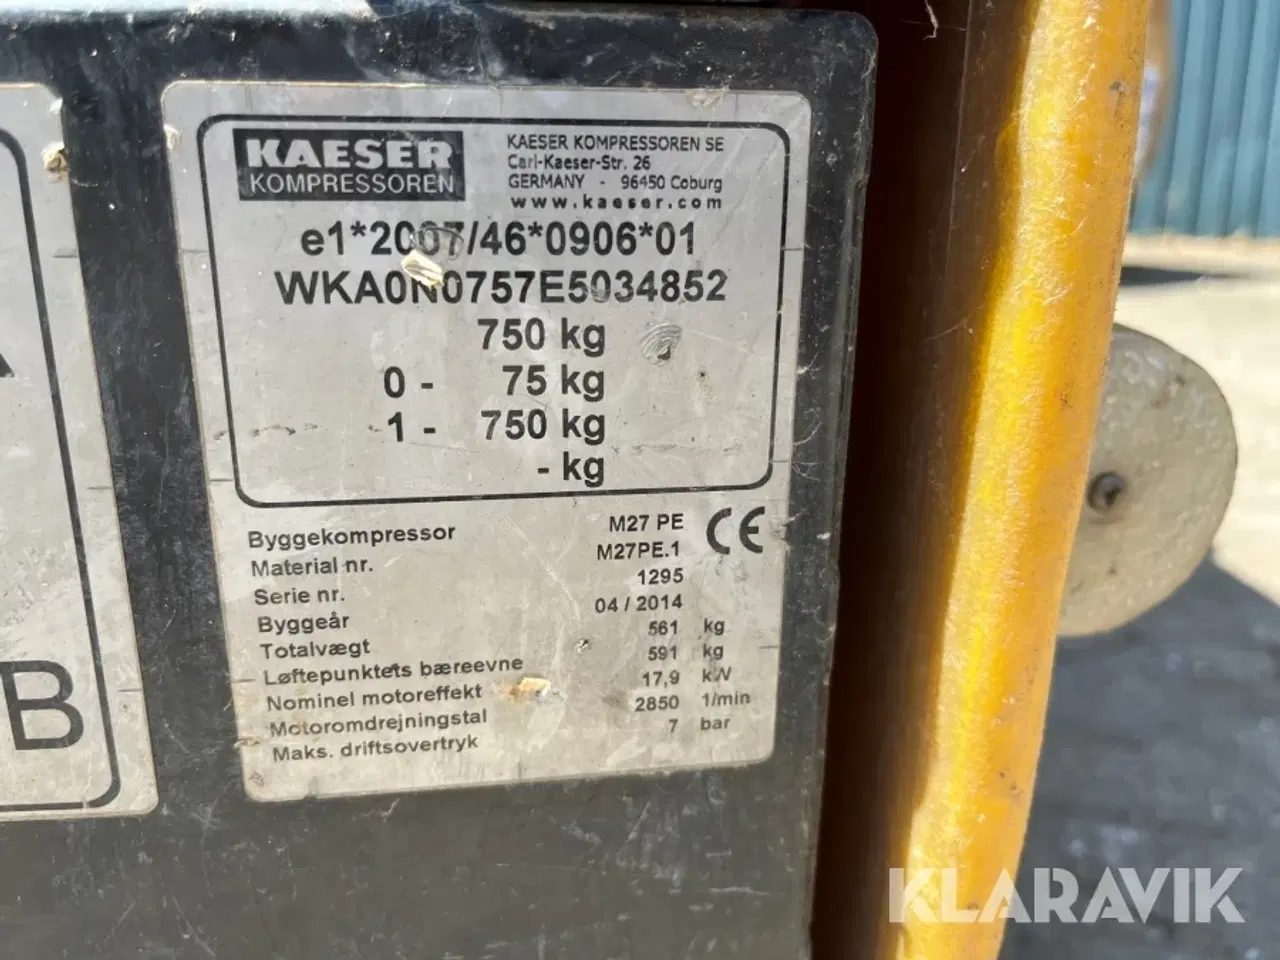 KAESER
KOMPRESSOREN
KAESER KOMPRESSOREN SE
Carl-Kaeser-Str. 26
GERMANY - 96450 Coburg
www.kaeser.com
e1*2007/46*0906*01
WKA0N0757E5034852
750 kg
0 - 75 kg
1 - 750 kg
- kg
Byggekompressor M27 PE CE
Material nr. M27PE.1
Serie nr. 1295
Byggeår 04 / 2014
Totalvægt 561 kg
Løftepunktets bæreevne 591 kg
Nominel motoreffekt 17,9 kW
Motoromdrejningstal 2850 1/min
Maks. driftsovertryk 7 bar
B
KLARAVIK